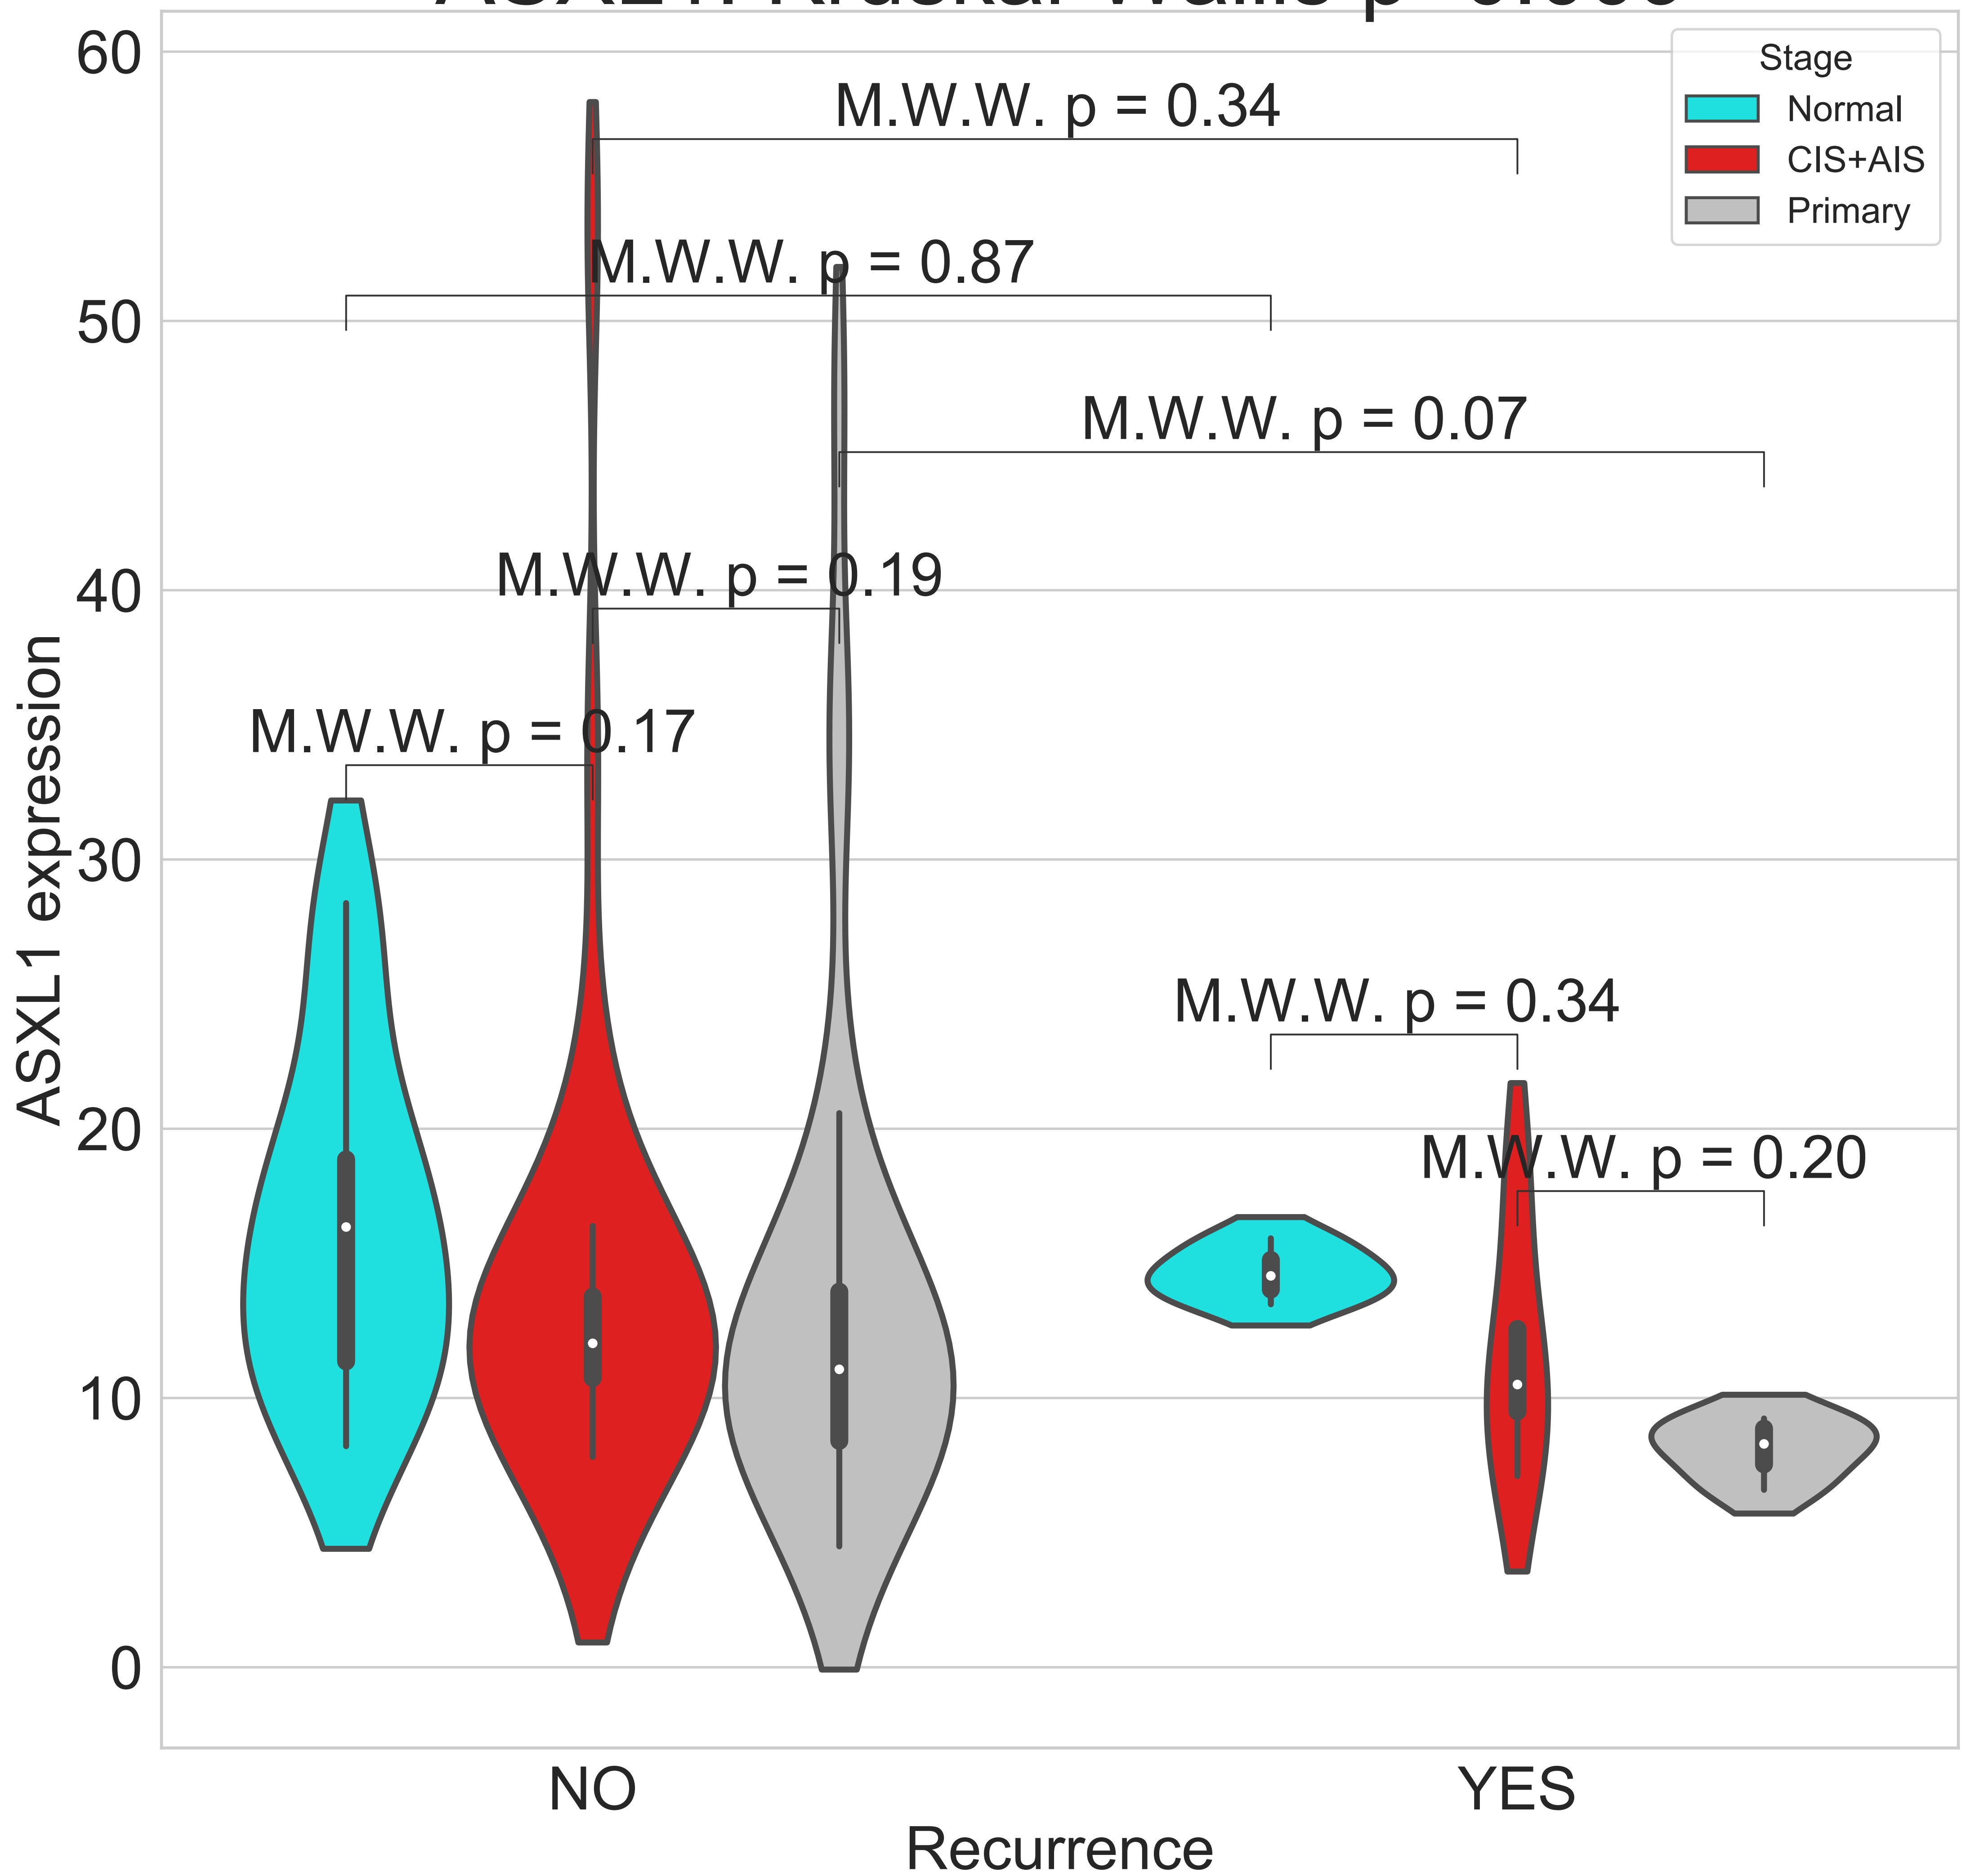 60
50
40
30
20
10
0
ASXL1 expression
M.W.W. p = 0.34
M.W.W. p = 0.87
M.W.W. p = 0.07
M.W.W. p = 0.19
M.W.W. p = 0.17
M.W.W. p = 0.34
M.W.W. p = 0.20
Stage
Normal
CIS+AIS
Primary
NO
YES
Recurrence